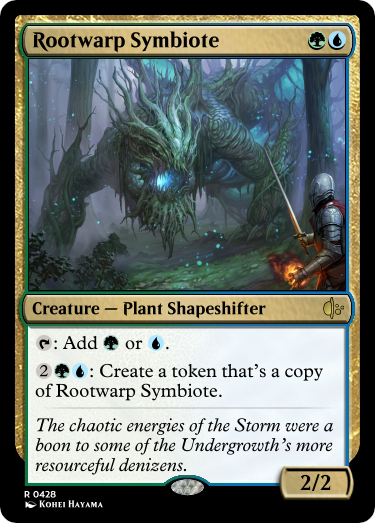 Rootwarp Symbiote
Creature — Plant Shapeshifter
: Add or .
2: Create a token that's a copy
of Rootwarp Symbiote.
The chaotic energies of the Storm were a
boon to some of the Undergrowth's more
resourceful denizens.
2/2
R 0428
Kohei Hayama